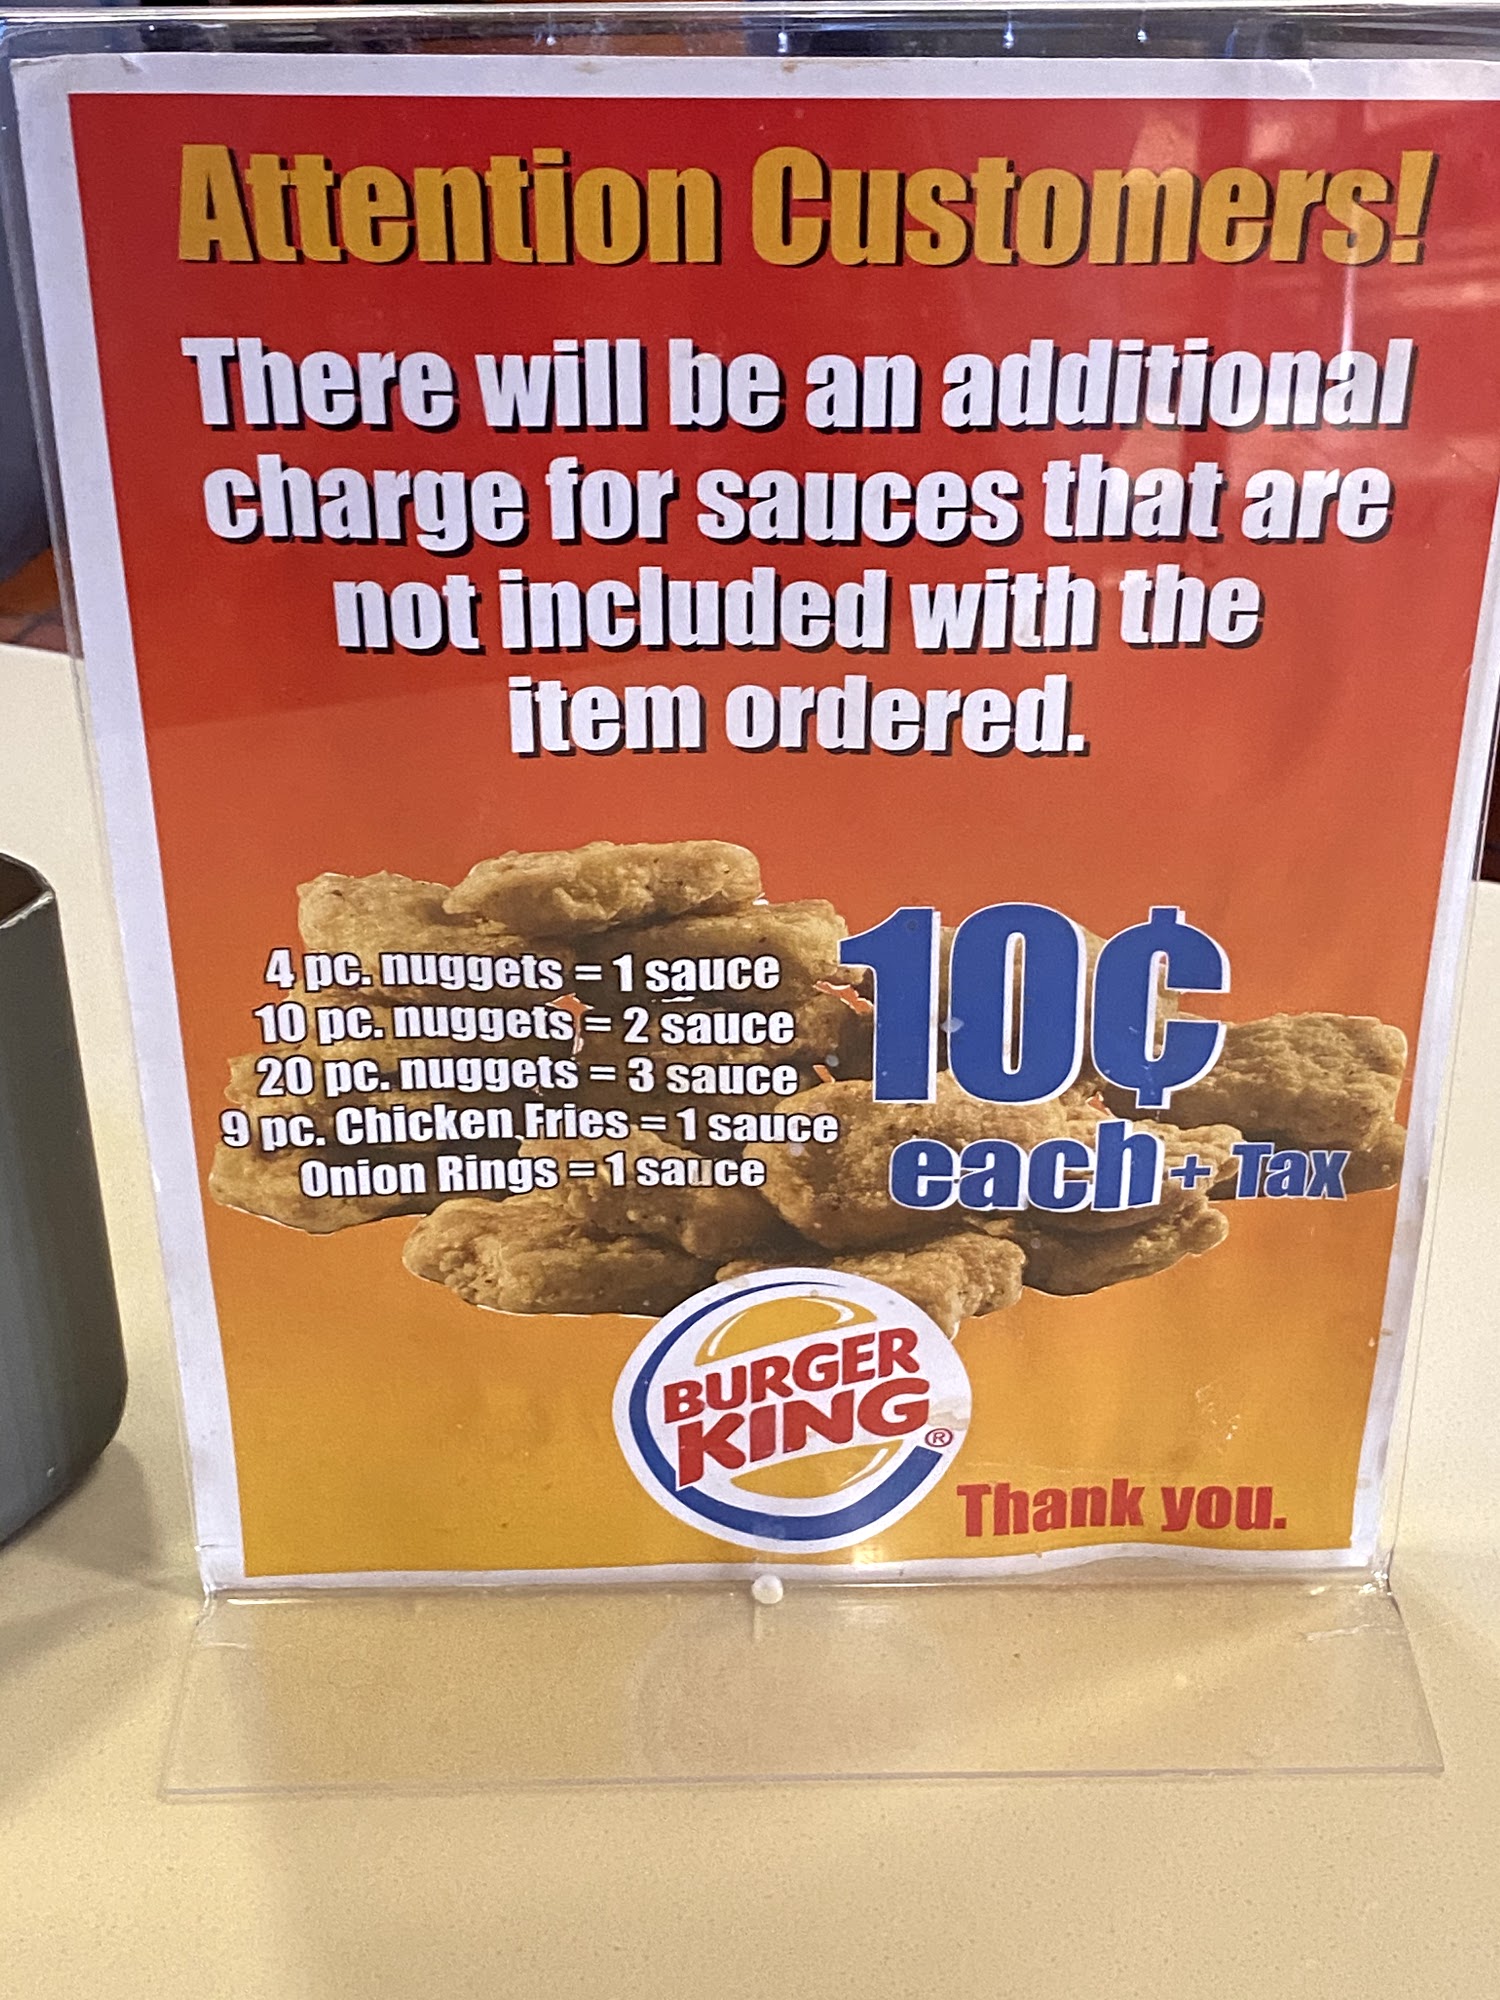 Attention Customers!
There will be an additional
charge for sauces that are
not included with the
item ordered.
4 pc. nuggets = 1 sauce
10 pc. nuggets = 2 sauce
20 pc. nuggets = 3 sauce
9 pc. Chicken Fries = 1 sauce
Onion Rings = 1 sauce
10¢
each + Tax
BURGER
KING®
Thank you.